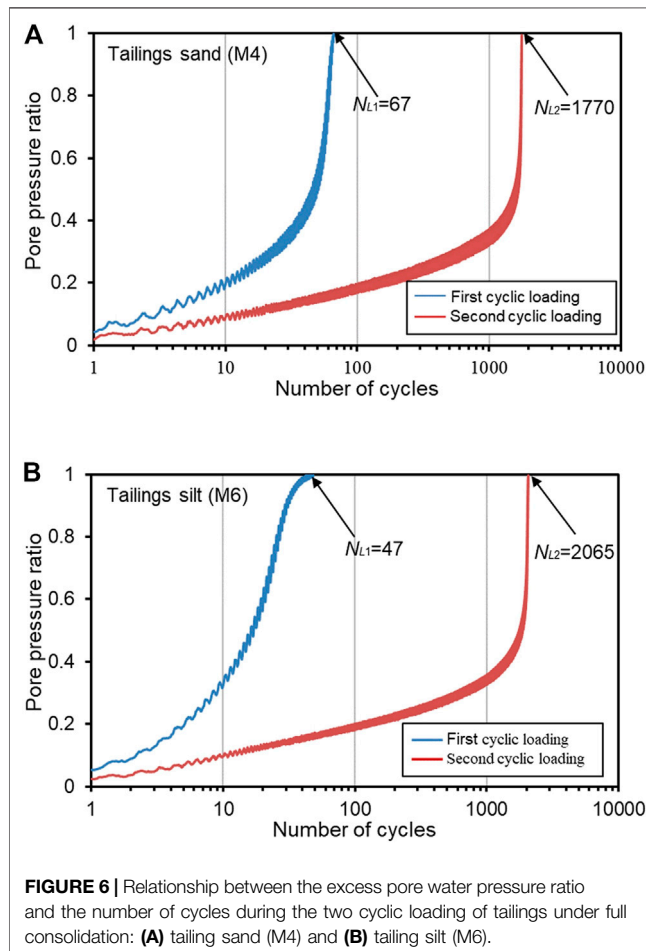 A
Tailings sand (M4)
NL1=67
NL2=1770
1
0.8
0.6
0.4
0.2
0
Pore pressure ratio
First cyclic loading
Second cyclic loading
1 10 100 1000 10000
Number of cycles
B
Tailings silt (M6)
NL1=47
NL2=2065
1
0.8
0.6
0.4
0.2
0
Pore pressure ratio
First cyclic loading
Second cyclic loading
1 10 100 1000 10000
Number of cycles
FIGURE 6 | Relationship between the excess pore water pressure ratio
and the number of cycles during the two cyclic loading of tailings under full
consolidation: (A) tailing sand (M4) and (B) tailing silt (M6).